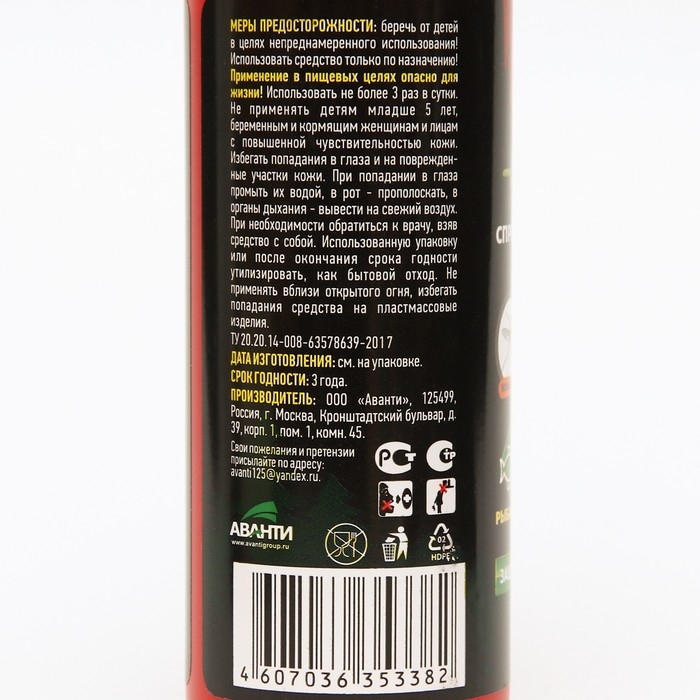 МЕРЫ ПРЕДОСТОРОЖНОСТИ: беречь от детей
в целях непреднамеренного использования!
Использовать средство только по назначению!
Применение в пищевых целях опасно для
жизни! Использовать не более 3 раз в сутки.
Не применять детям младше 5 лет,
беременным и кормящим женщинам и лицам
с повышенной чувствительностью кожи.
Избегать попадания в глаза и на поврежден-
ные участки кожи. При попадании в глаза
промыть их водой, в рот - прополоскать, в
органы дыхания - вывести на свежий воздух.
При необходимости обратиться к врачу, взяв
средство с собой. Использованную упаковку
или после окончания срока годности
утилизировать, как бытовой отход. Не
применять вблизи открытого огня, избегать
попадания средства на пластмассовые
изделия.
ТУ 20.20.14-008-63578639-2017
ДАТА ИЗГОТОВЛЕНИЯ: см. на упаковке.
СРОК ГОДНОСТИ: 3 года.
ПРОИЗВОДИТЕЛЬ: ООО «Аванти», 125499,
Россия, г. Москва, Кронштадтский бульвар, д.
39, корп. 1, пом. 1, комн. 45.
Свои пожелания и претензии
присылайте по адресу:
avanti125@yandex.ru.
РСТ
СТР
АВАНТИ
www.avantigroup.ru
02
HDPE
4 607036 353382
СПР
РЫБ